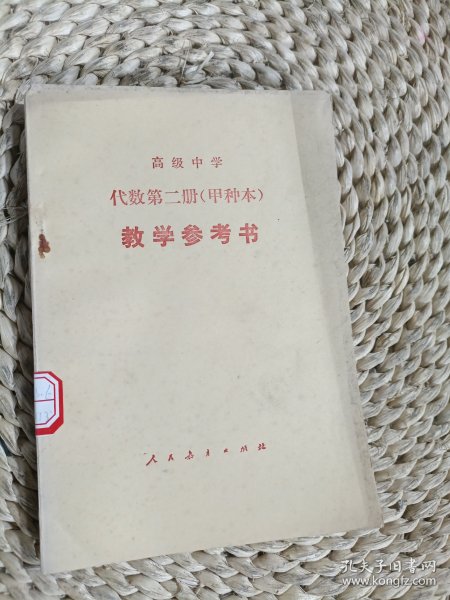 高级中学
代数第二册(甲种本)
教学参考书
人民教育出版社
孔夫子旧书网
www.kongfz.com